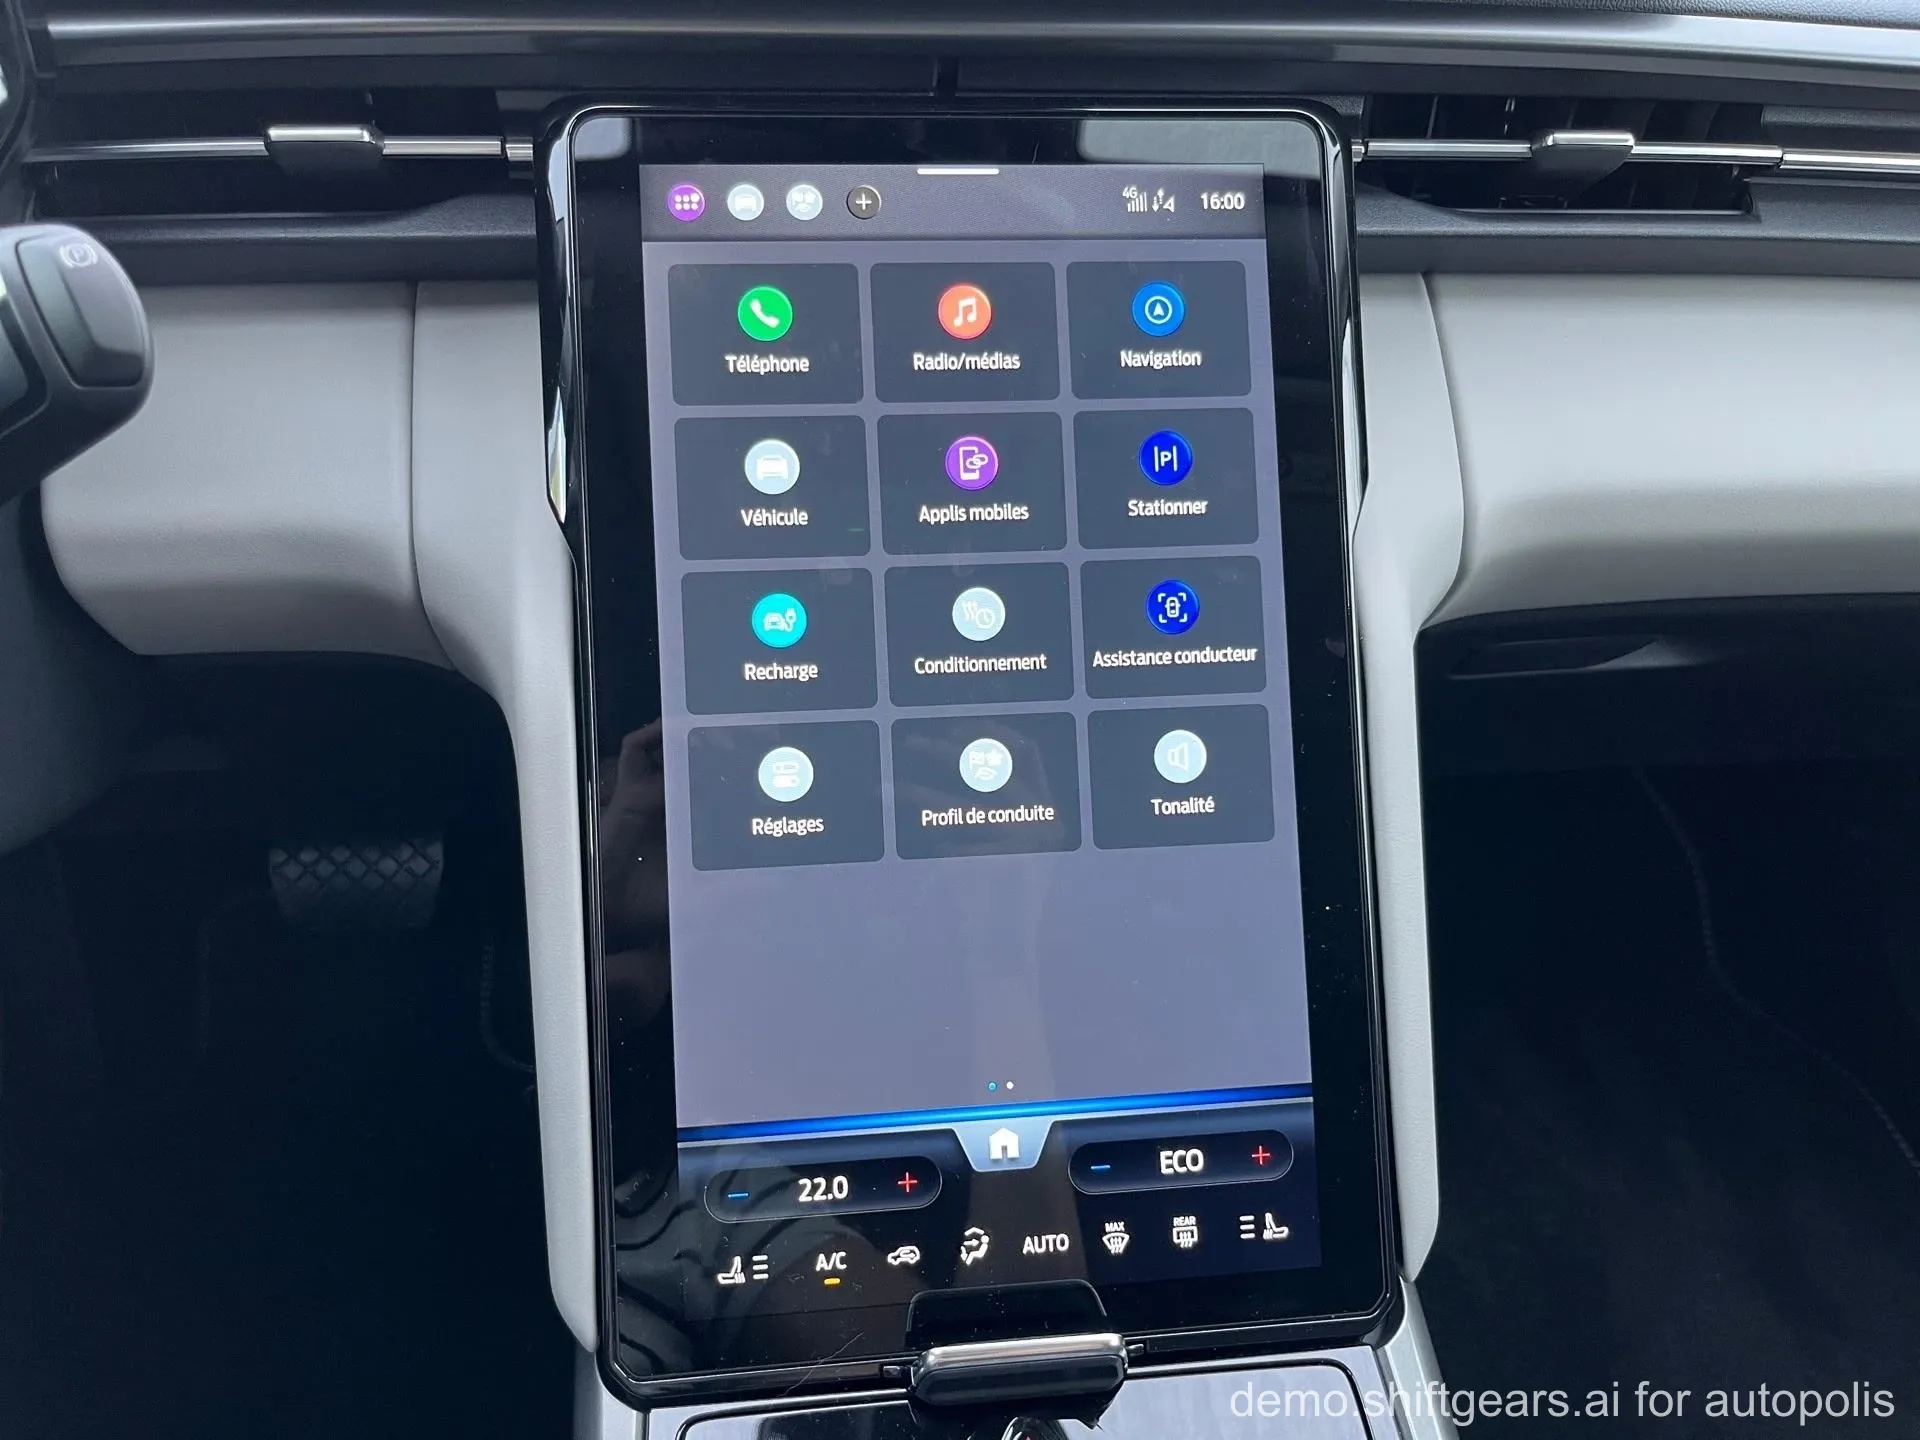 4G
16:00
Téléphone
Radio/médias
Navigation
Véhicule
Applis mobiles
P
Stationner
Recharge
Conditionnement
Assistance conducteur
Réglages
Profil de conduite
Tonalité
22.0
ECO
A/C
AUTO
MAX
REAR
P
demo.shiftgears.ai for autopolis